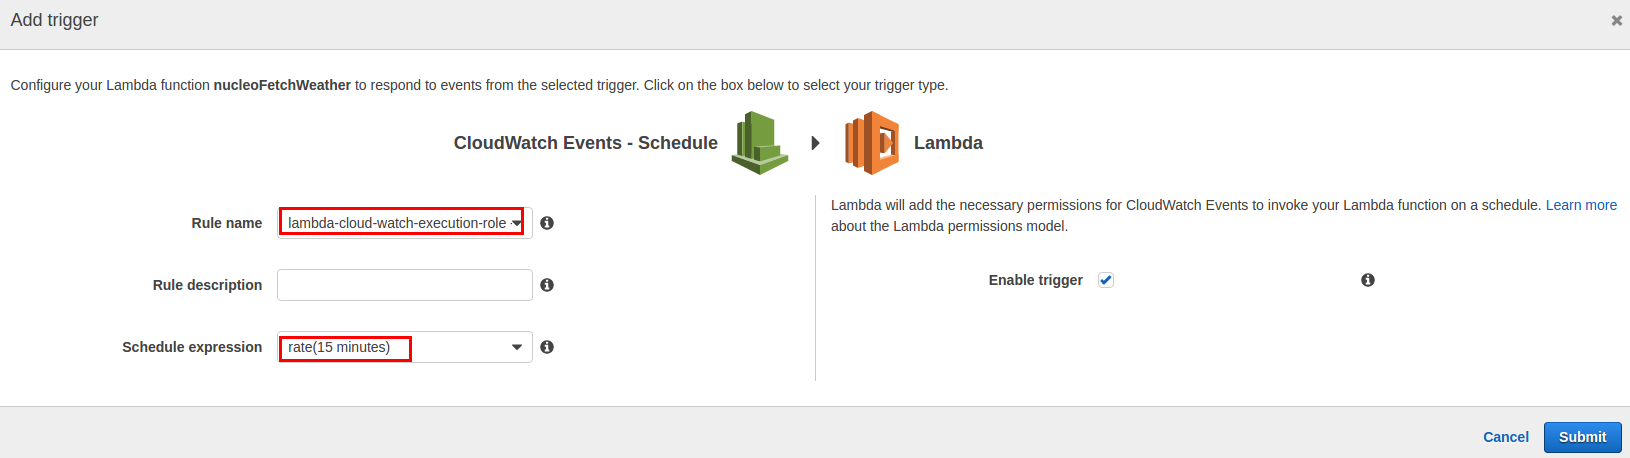 Add trigger
Configure your Lambda function nucleoFetchWeather to respond to events from the selected trigger. Click on the box below to select your trigger type.
CloudWatch Events - Schedule
Lambda
Rule name
lambda-cloud-watch-execution-role
Rule description
Schedule expression
rate(15 minutes)
Lambda will add the necessary permissions for CloudWatch Events to invoke your Lambda function on a schedule. Learn more
about the Lambda permissions model.
Enable trigger
Cancel
Submit